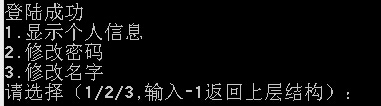 登陆成功
1.显示个人信息
2.修改密码
3.修改名字
请选择（1/2/3,输入-1返回上层结构）：